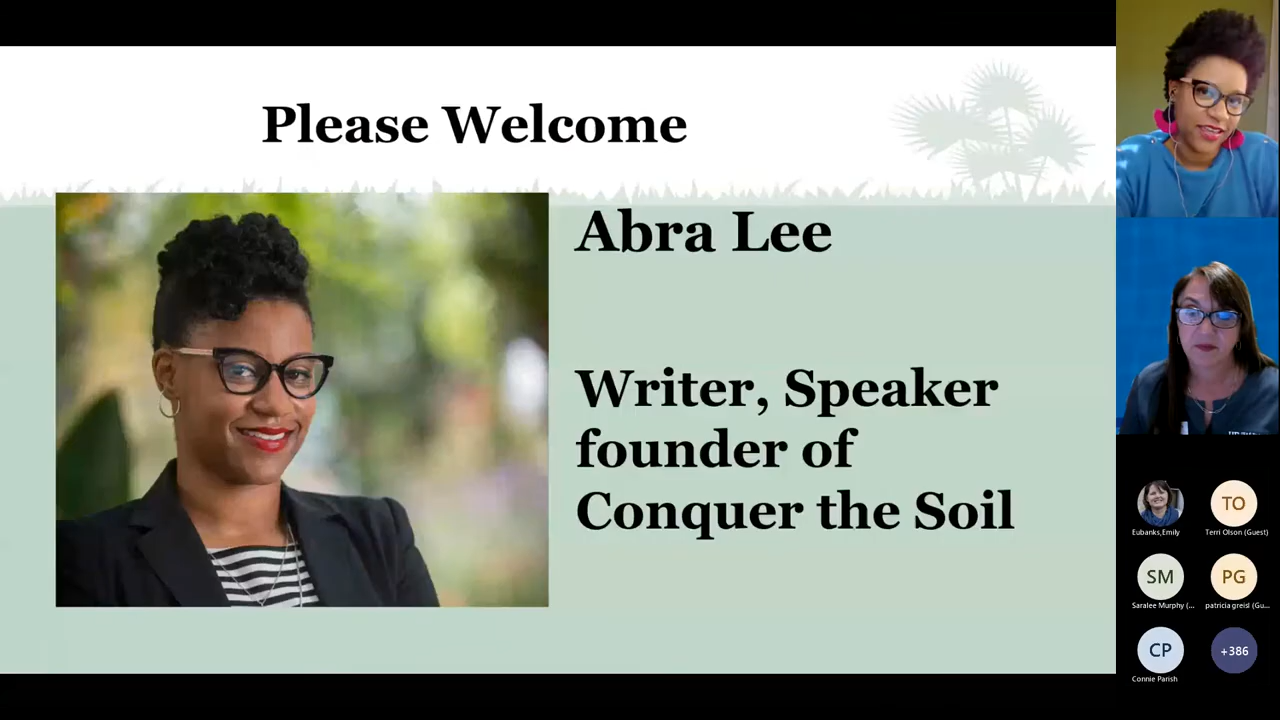 Please Welcome
Abra Lee
Writer, Speaker
founder of
Conquer the Soil
Eubanks,Emily
TO
Terri Olson (Guest)
SM
Saralee Murphy (...
PG
patricia greisl (Gu...
CP
Connie Parish
+386